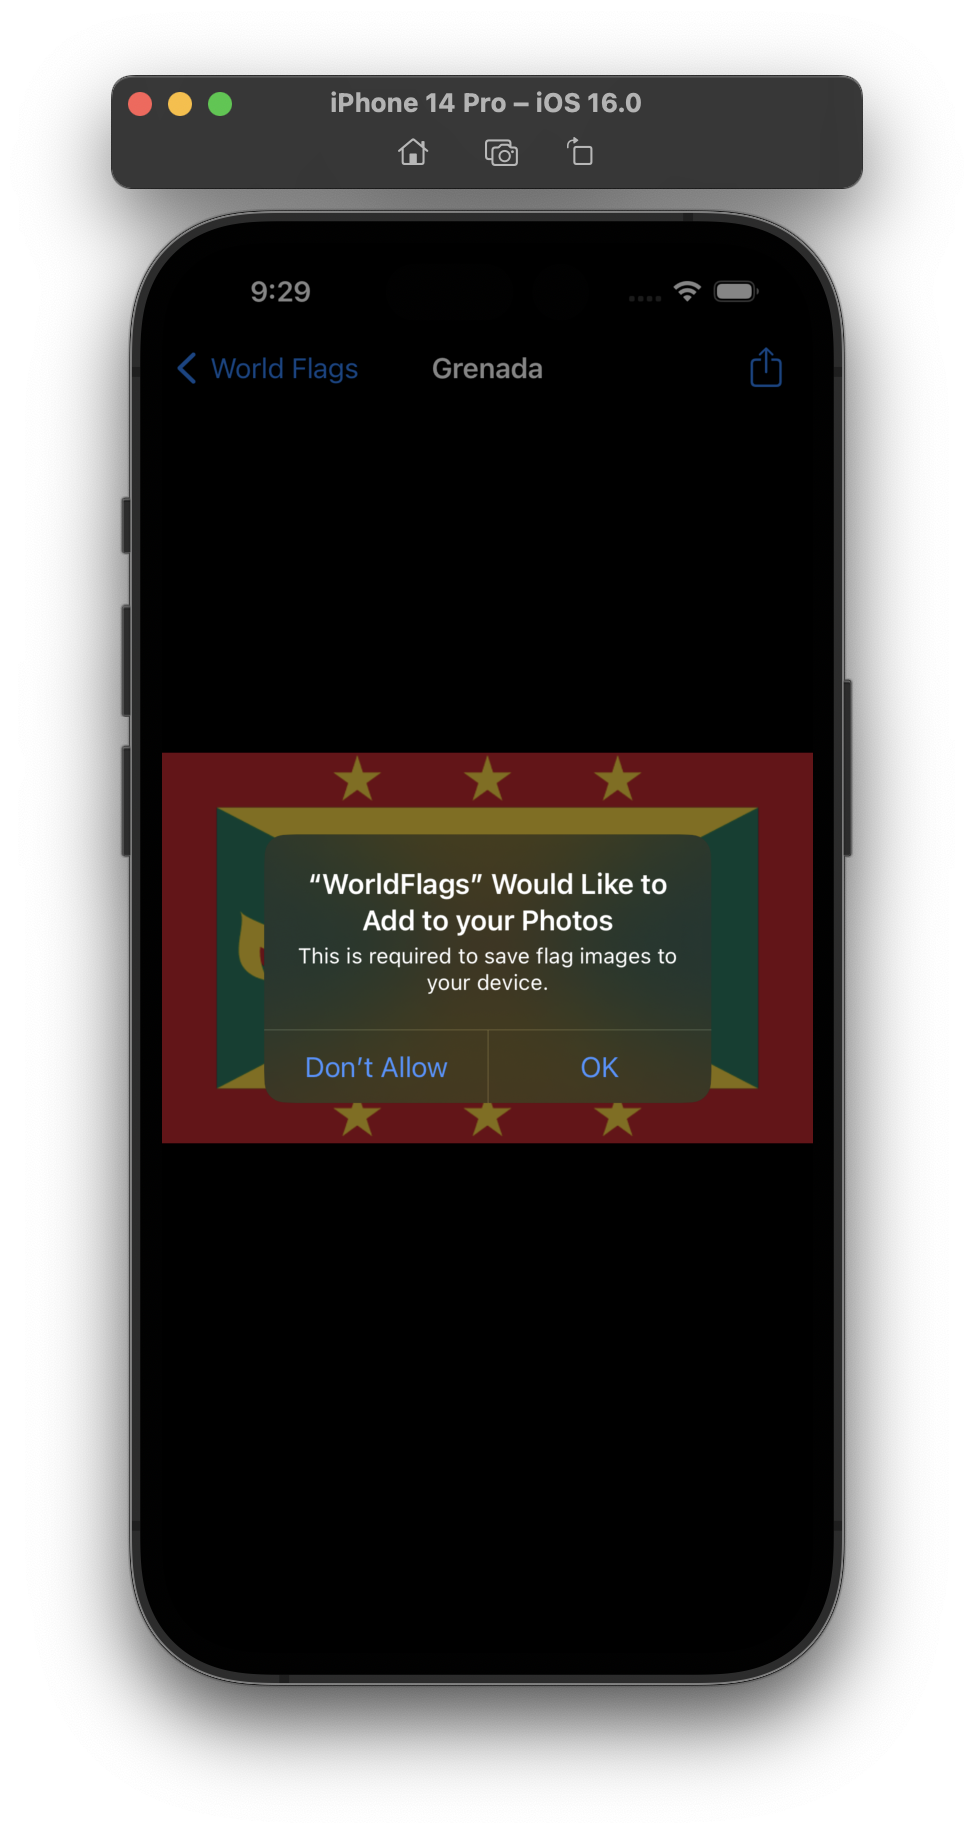 iPhone 14 Pro – iOS 16.0
9:29
World Flags
Grenada
“WorldFlags” Would Like to
Add to your Photos
This is required to save flag images to
your device.
Don’t Allow
OK